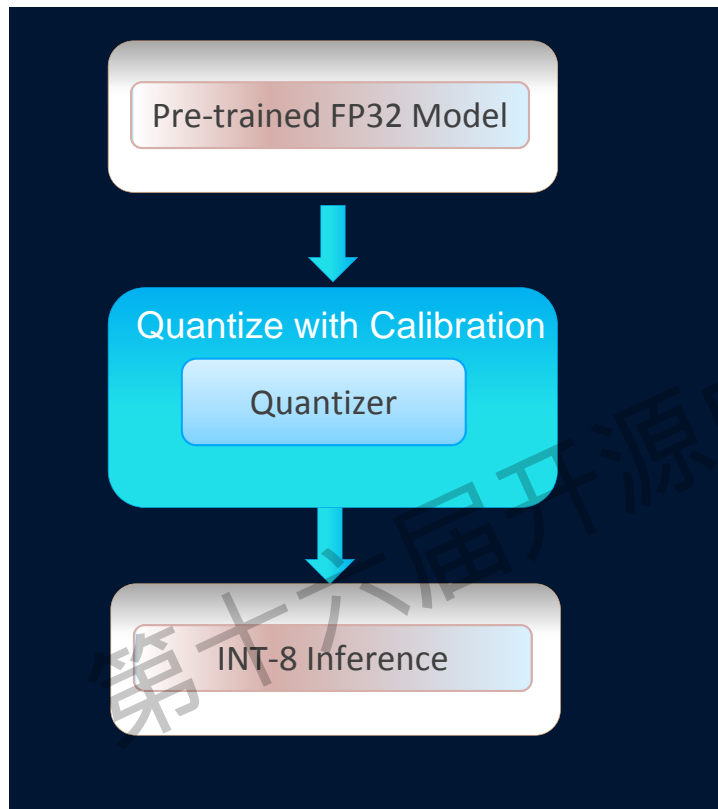 Pre-trained FP32 Model
Quantize with Calibration
Quantizer
INT-8 Inference
第十六届开源